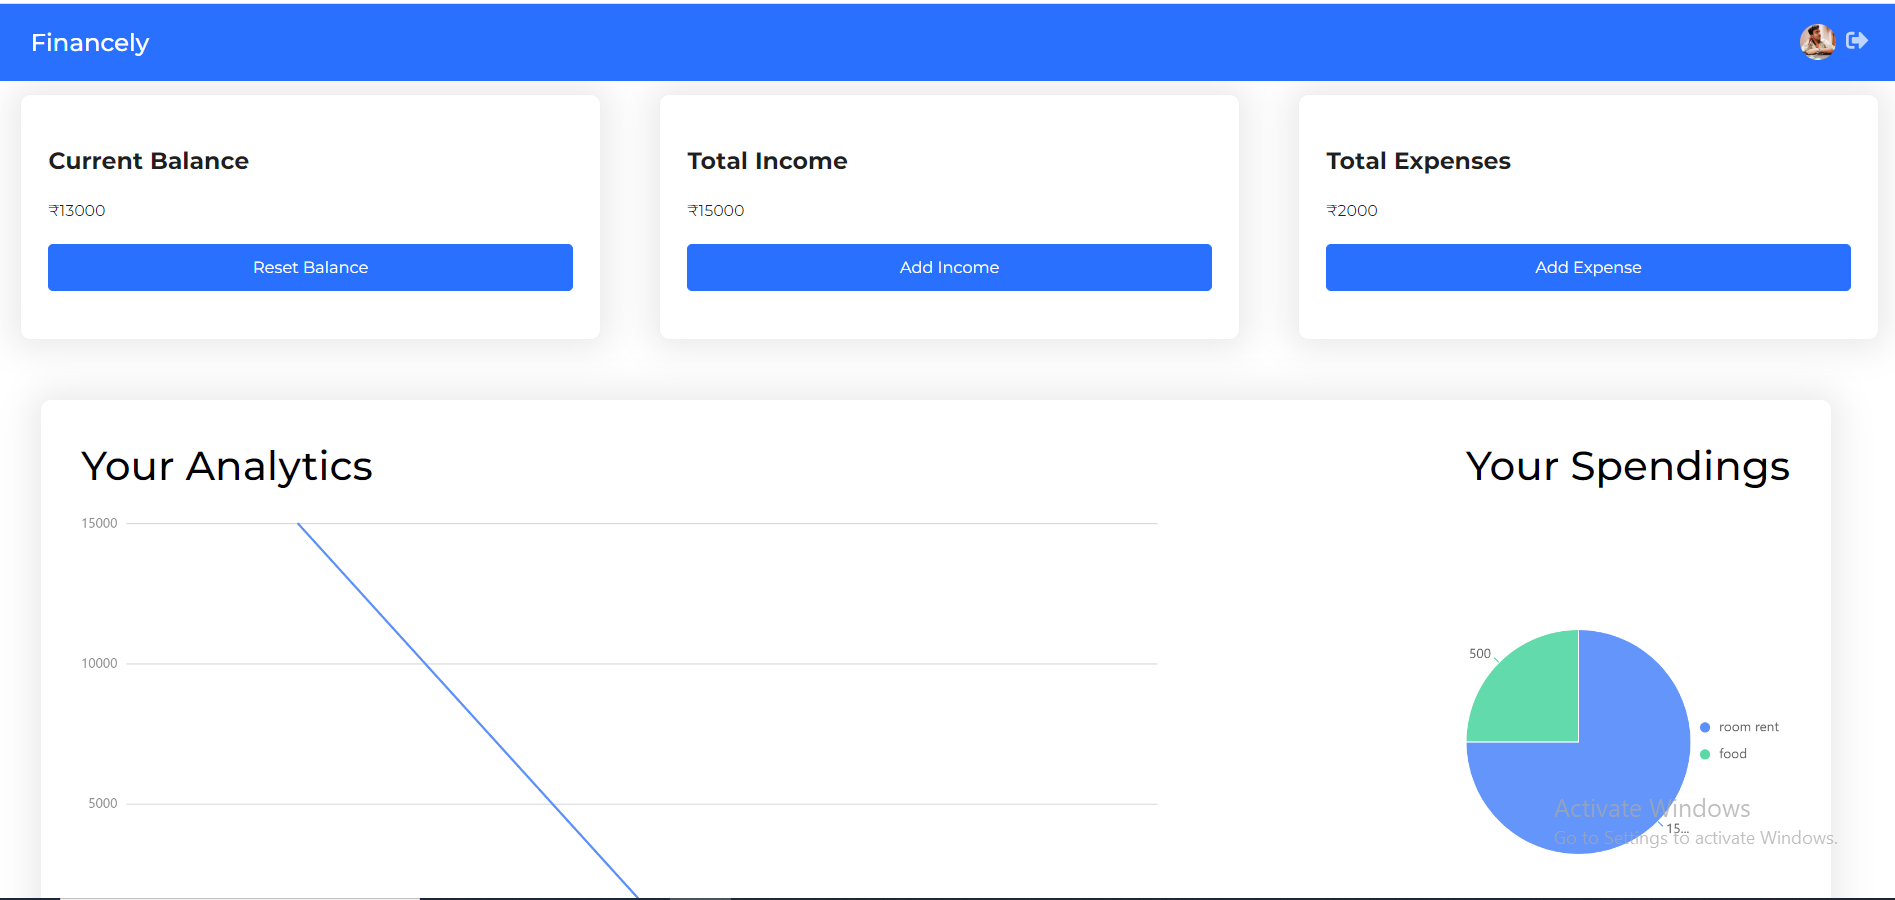 Financely
Current Balance
₹13000
Reset Balance
Total Income
₹15000
Add Income
Total Expenses
₹2000
Add Expense
Your Analytics
15000
10000
5000
Your Spendings
500
15...
room rent
food
Activate Windows
Go to Settings to activate Windows.